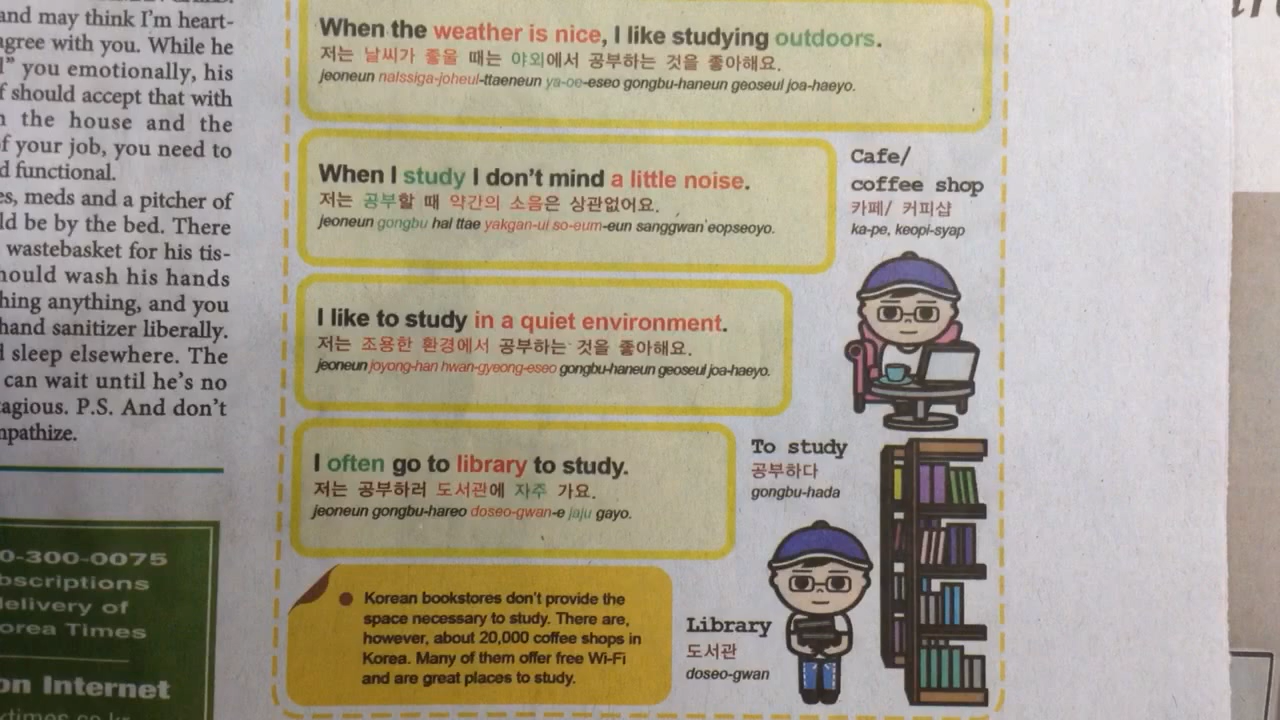 and may think I'm heart-
agree with you. While he
you emotionally, his
should accept that with
the house and the
of your job, you need to
functional.
meds and a pitcher of
be by the bed. There
wastebasket for his tis-
should wash his hands
anything, and you
hand sanitizer liberally.
sleep elsewhere. The
can wait until he's no
P.S. And don't
0-300-0075
delivery of
Korea Times
on Internet
When the weather is nice, I like studying outdoors.
저는 날씨가 좋을 때는 야외에서 공부하는 것을 좋아해요.
jeoneun nalssiga-joheul-ttaeneun ya-oe-eseo gongbu-haneun geoseul joa-haeyo.
When I study I don't mind a little noise.
저는 공부할 때 약간의 소음은 상관없어요.
jeoneun gongbu hal ttae yakgan-ui so-eum-eun sanggwan eopseoyo.
I like to study in a quiet environment.
저는 조용한 환경에서 공부하는 것을 좋아해요.
jeoneun joyong-han hwan-gyeong-eseo gongbu-haneun geoseul joa-haeyo.
I often go to library to study.
저는 공부하러 도서관에 자주 가요.
jeoneun gongbu-hareo doseo-gwan-e jaju gayo.
Korean bookstores don't provide the
space necessary to study. There are,
however, about 20,000 coffee shops in
Korea. Many of them offer free Wi-Fi
and are great places to study.
Cafe/
coffee shop
카페/ 커피샵
ka-pe, keopi-syap
To study
공부하다
gongbu-hada
Library
도서관
doseo-gwan